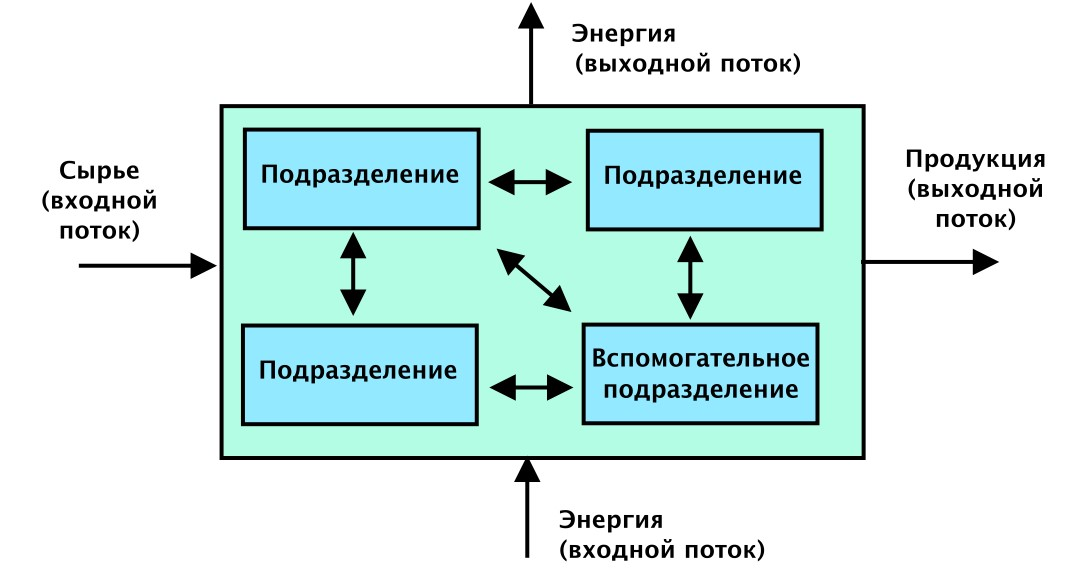 Энергия
(выходной поток)
Сырье
(входной
поток)
Подразделение
Подразделение
Продукция
(выходной
поток)
Подразделение
Вспомогательное
подразделение
Энергия
(входной поток)